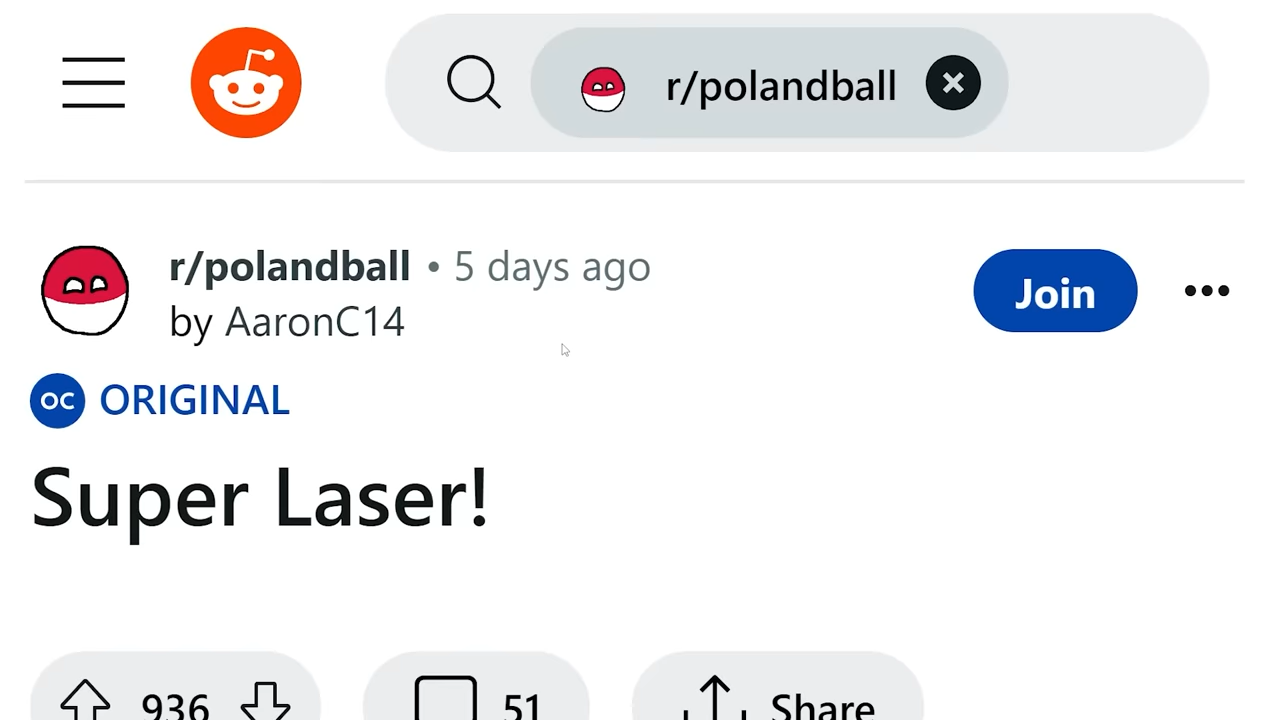 r/polandball
r/polandball • 5 days ago
by AaronC14
Join
OC ORIGINAL
Super Laser!
936
51
Share